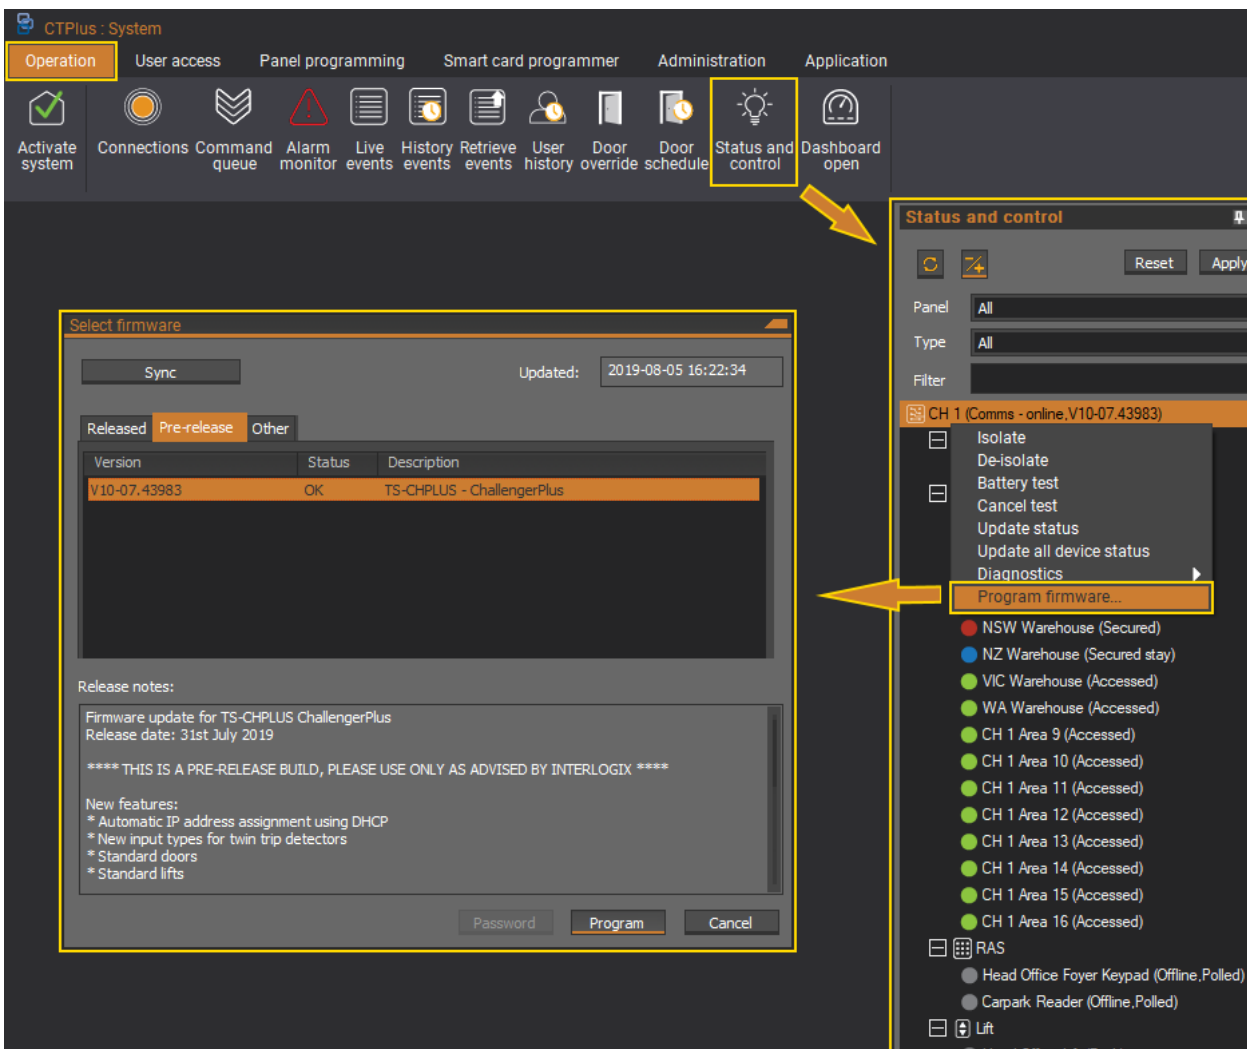 CTPlus : System
Operation User access Panel programming Smart card programmer Administration Application
Activate system
Connections
Command queue
Alarm monitor
Live events
History events
Retrieve events
User history
Door override
Door schedule
Status and control
Dashboard open
Status and control
Reset Apply
Panel All
Type All
Filter
CH 1 (Comms - online,V10-07.43983)
Isolate
De-isolate
Battery test
Cancel test
Update status
Update all device status
Diagnostics
Program firmware...
NSW Warehouse (Secured)
NZ Warehouse (Secured stay)
VIC Warehouse (Accessed)
WA Warehouse (Accessed)
CH 1 Area 9 (Accessed)
CH 1 Area 10 (Accessed)
CH 1 Area 11 (Accessed)
CH 1 Area 12 (Accessed)
CH 1 Area 13 (Accessed)
CH 1 Area 14 (Accessed)
CH 1 Area 15 (Accessed)
CH 1 Area 16 (Accessed)
RAS
Head Office Foyer Keypad (Offline,Polled)
Carpark Reader (Offline,Polled)
Lift
Select firmware
Sync Updated: 2019-08-05 16:22:34
Released Pre-release Other
Version Status Description
V10-07.43983 OK TS-CHPLUS - ChallengerPlus
Release notes:
Firmware update for TS-CHPLUS ChallengerPlus
Release date: 31st July 2019
**** THIS IS A PRE-RELEASE BUILD, PLEASE USE ONLY AS ADVISED BY INTERLOGIX ****
New features:
* Automatic IP address assignment using DHCP
* New input types for twin trip detectors
* Standard doors
* Standard lifts
Password Program Cancel